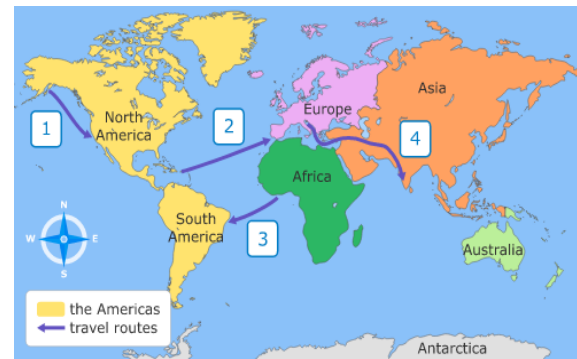 North
America
1
2
Europe
Asia
4
Africa
South
America
3
N
W
E
S
Australia
the Americas
travel routes
Antarctica